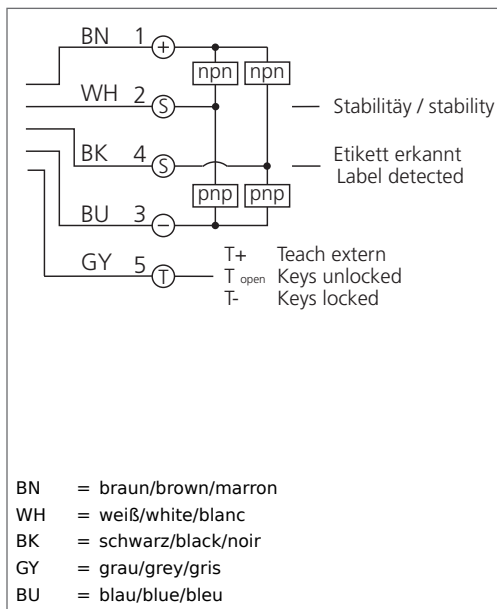 BN 1 +
npn npn
WH 2 S
Stabilitäy / stability
BK 4 S
Etikett erkannt
Label detected
pnp pnp
BU 3 −
GY 5 T
T+ Teach extern
T open Keys unlocked
T- Keys locked
BN = braun/brown/marron
WH = weiß/white/blanc
BK = schwarz/black/noir
GY = grau/grey/gris
BU = blau/blue/bleu